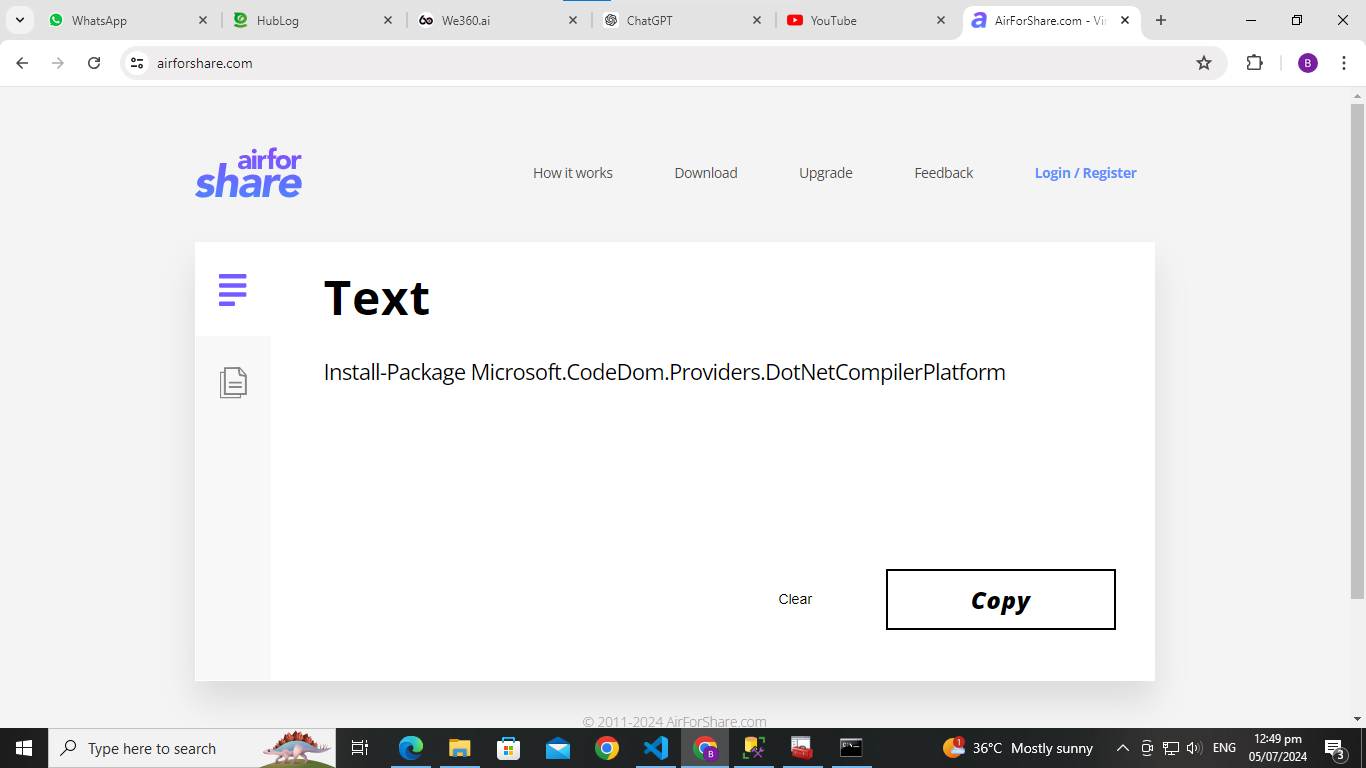 WhatsApp
HubLog
We360.ai
ChatGPT
YouTube
AirForShare.com - Vir
airforshare.com
B
airfor
share
How it works
Download
Upgrade
Feedback
Login / Register
Text
Install-Package Microsoft.CodeDom.Providers.DotNetCompilerPlatform
Clear
Copy
© 2011-2024 AirForShare.com
Type here to search
B
1
36°C Mostly sunny
ENG
12:49 pm
05/07/2024
3